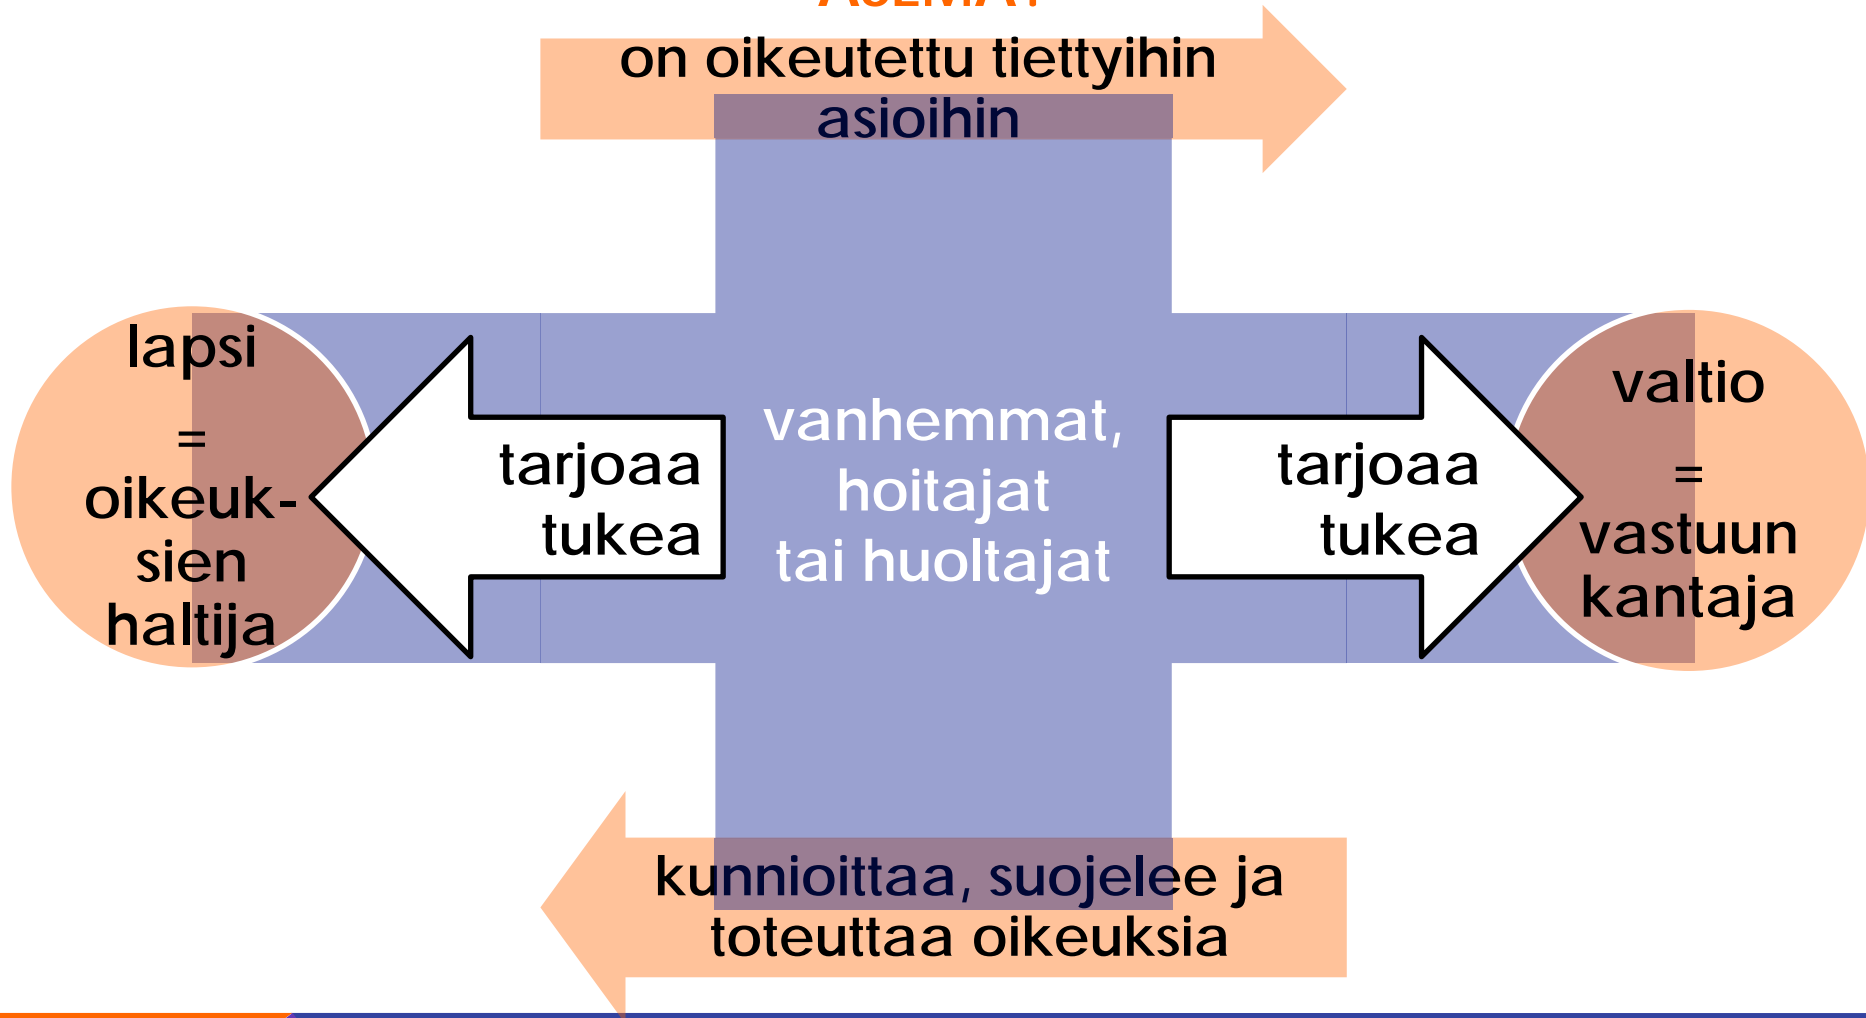 ASEMAT
on oikeutettu tiettyihin
asioihin
lapsi
=
oikeuk-
sien
haltija
tarjoaa
tukea
vanhemmat,
hoitajat
tai huoltajat
tarjoaa
tukea
valtio
=
vastuun
kantaja
kunnioittaa, suojelee ja
toteuttaa oikeuksia